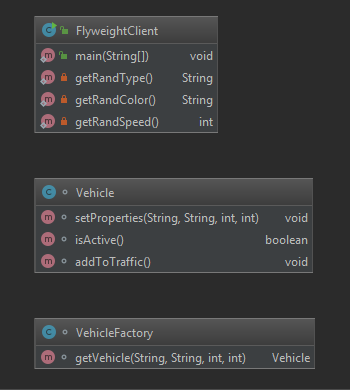 FlyweightClient
main(String[]) void
getRandType() String
getRandColor() String
getRandSpeed() int
Vehicle
setProperties(String, String, int, int) void
isActive() boolean
addToTraffic() void
VehicleFactory
getVehicle(String, String, int, int) Vehicle